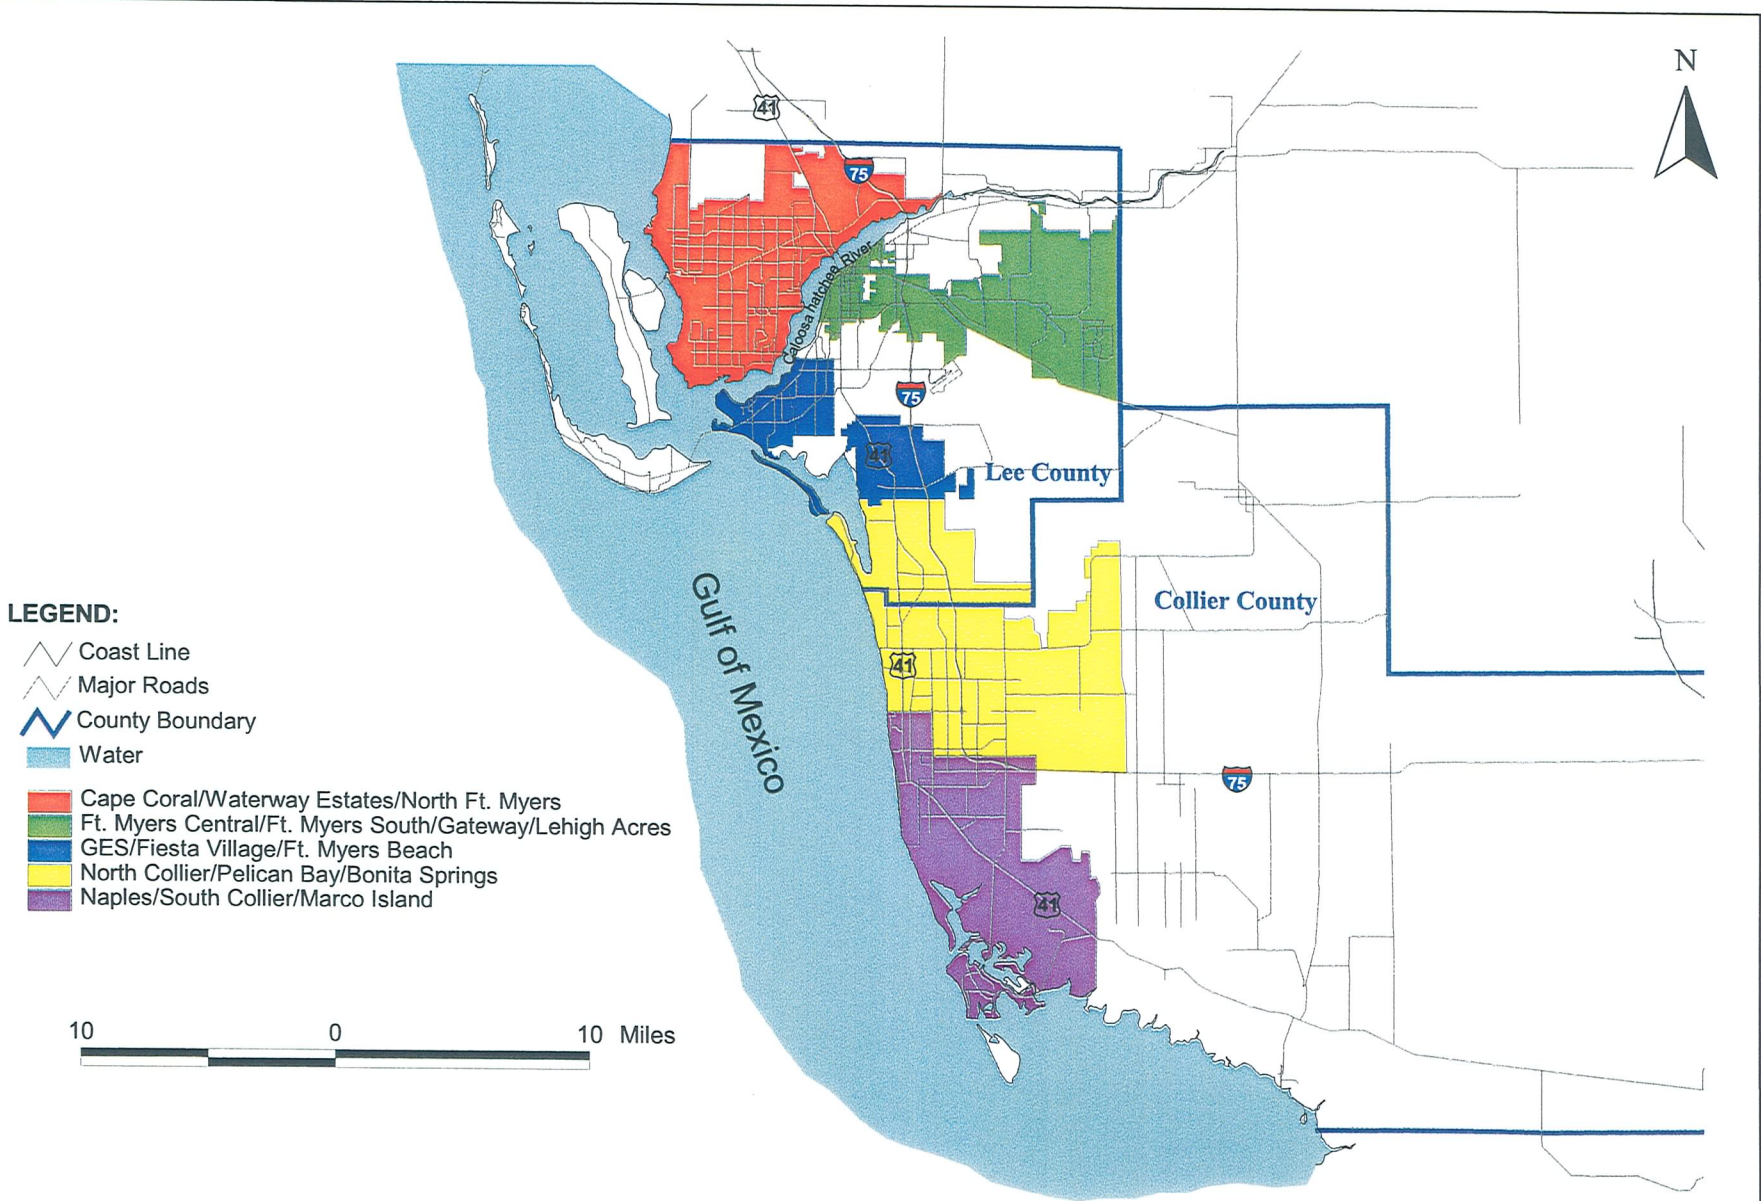 N
41
75
Caloosahatchee River
75
41
Lee County
Collier County
Gulf of Mexico
41
75
41
LEGEND:
Coast Line
Major Roads
County Boundary
Water
Cape Coral/Waterway Estates/North Ft. Myers
Ft. Myers Central/Ft. Myers South/Gateway/Lehigh Acres
GES/Fiesta Village/Ft. Myers Beach
North Collier/Pelican Bay/Bonita Springs
Naples/South Collier/Marco Island
10 0 10 Miles